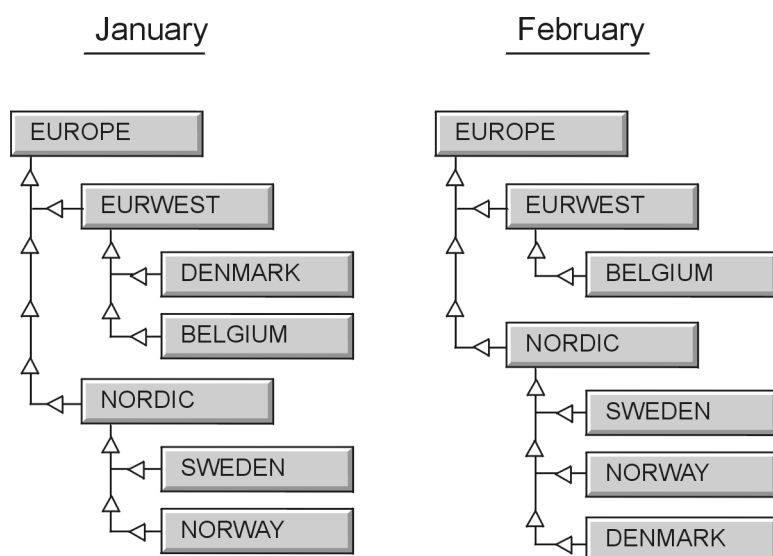 January
EUROPE
EURWEST
DENMARK
BELGIUM
NORDIC
SWEDEN
NORWAY
February
EUROPE
EURWEST
BELGIUM
NORDIC
SWEDEN
NORWAY
DENMARK